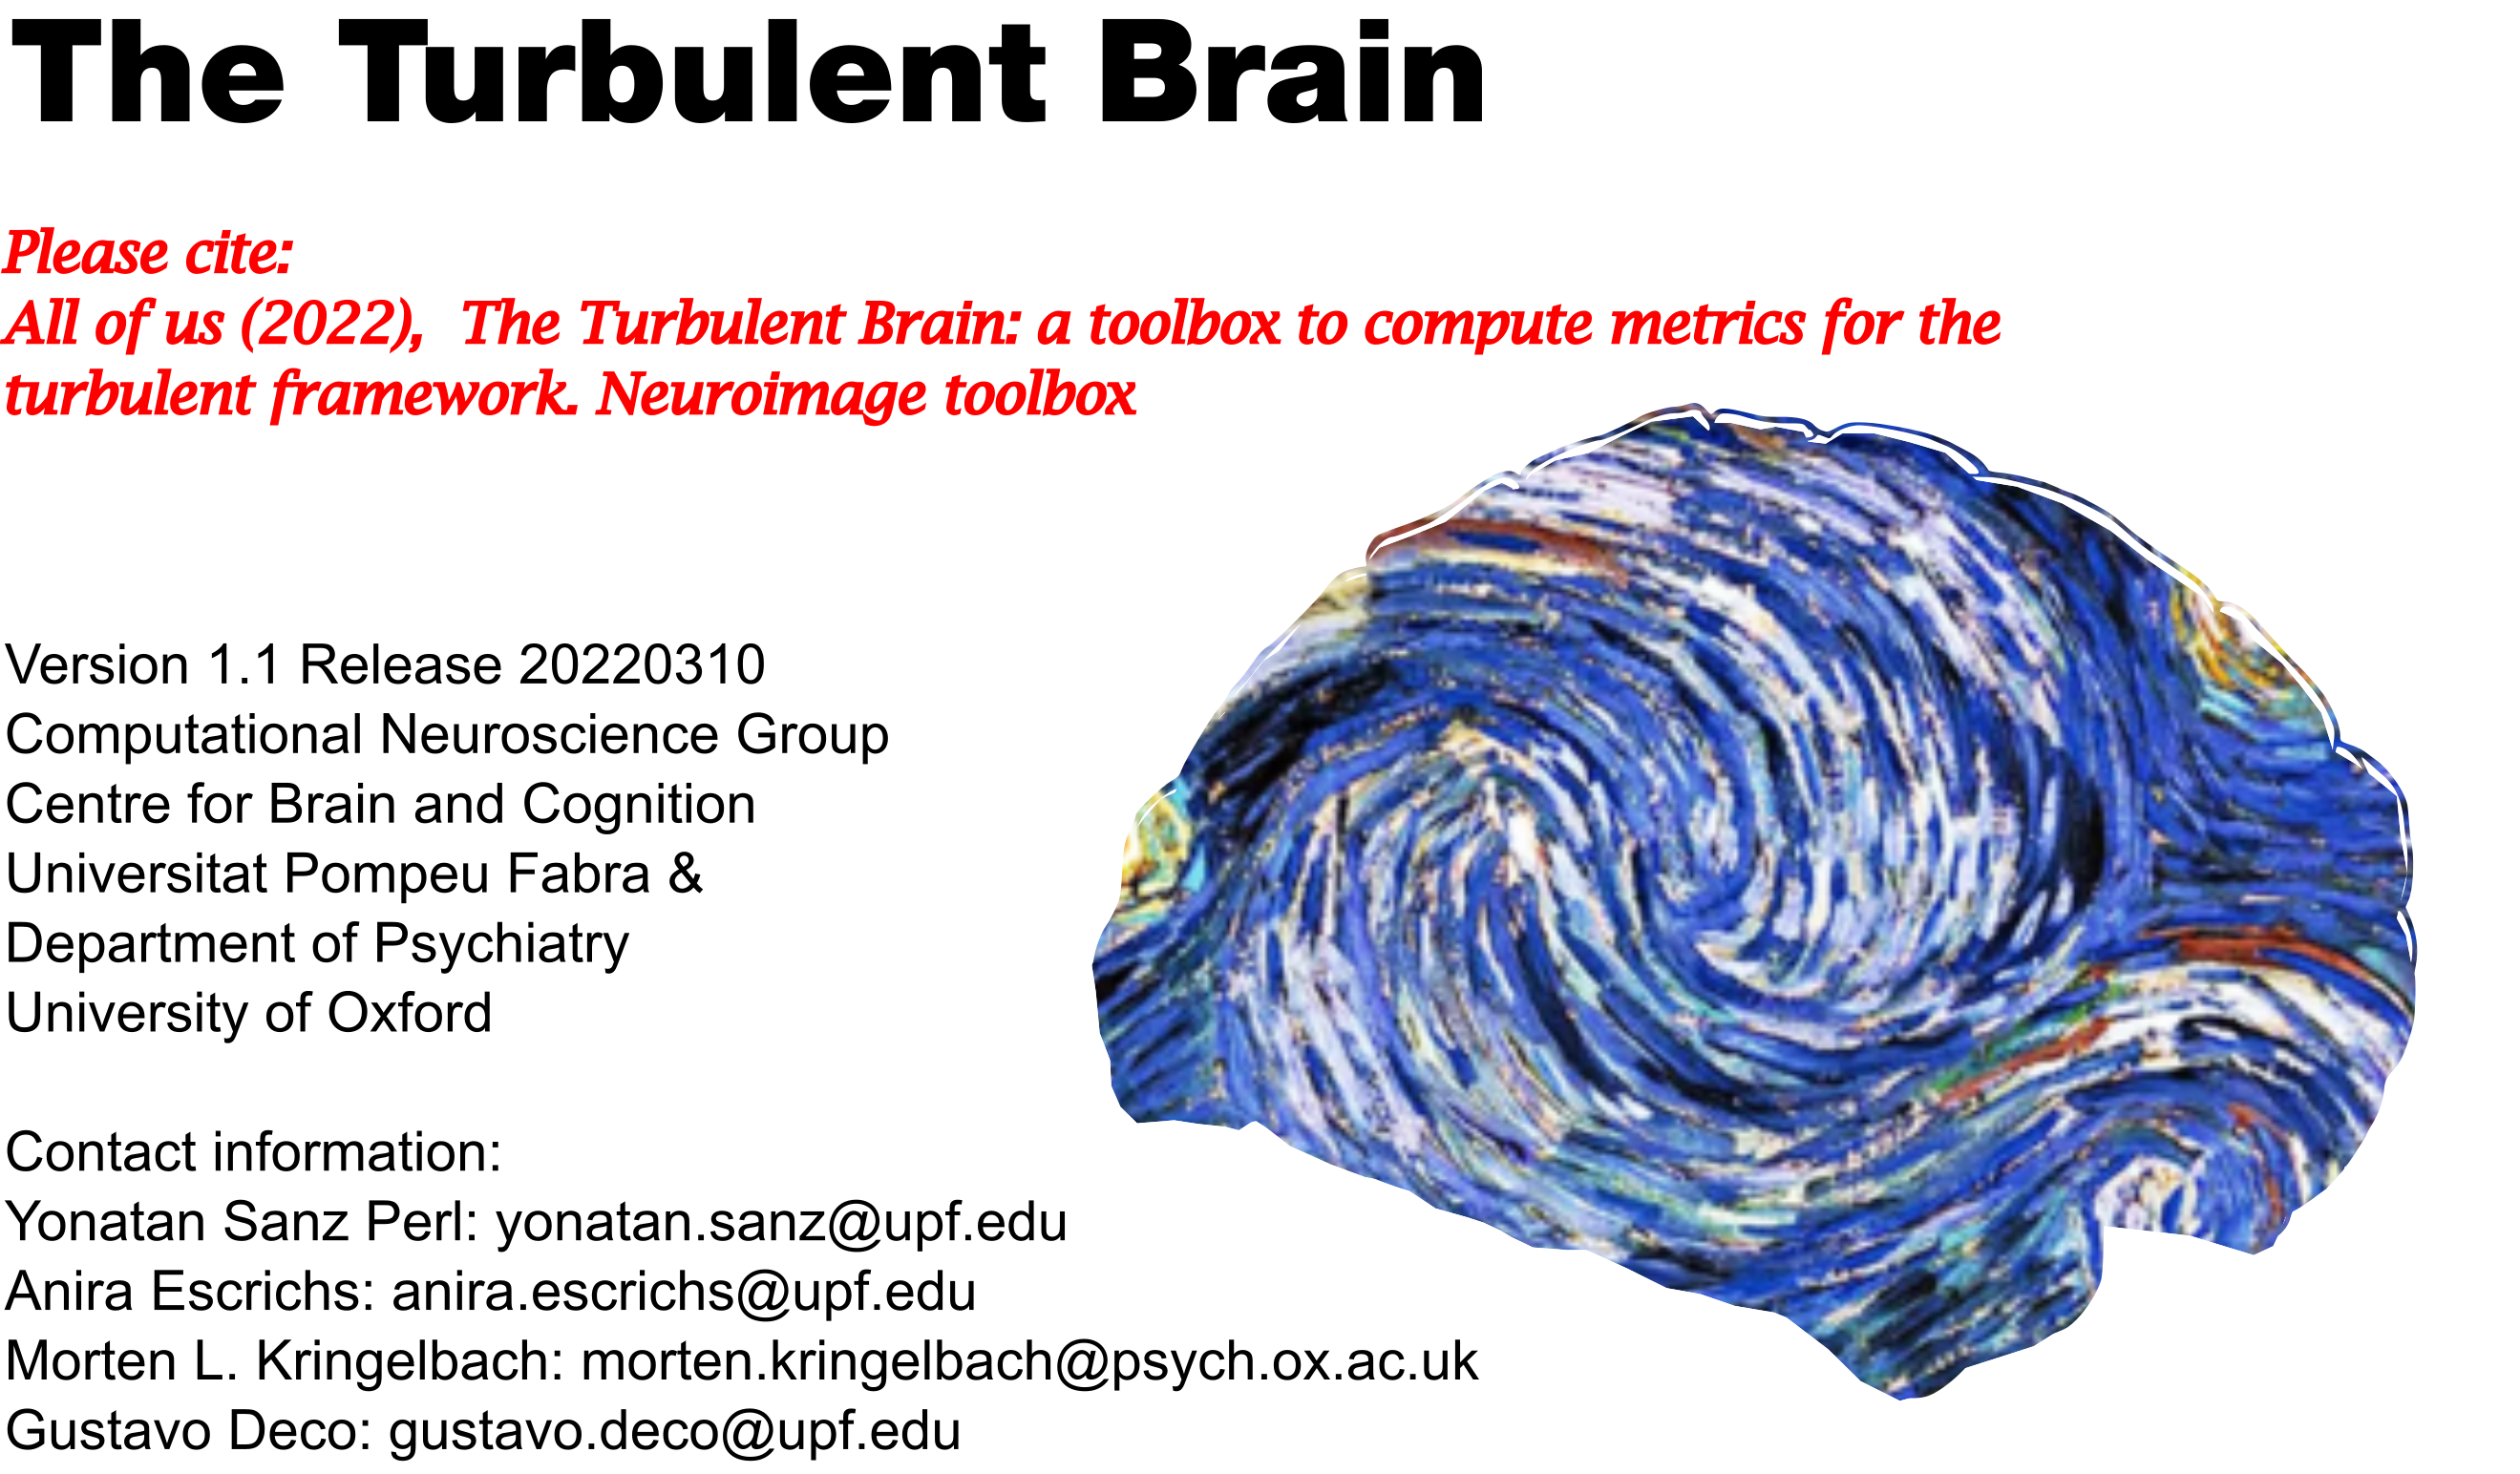 The Turbulent Brain
Please cite:
All of us (2022),  The Turbulent Brain: a toolbox to compute metrics for the
turbulent framework. Neuroimage toolbox
Version 1.1 Release 20220310
Computational Neuroscience Group
Centre for Brain and Cognition
Universitat Pompeu Fabra &
Department of Psychiatry
University of Oxford
Contact information:
Yonatan Sanz Perl: yonatan.sanz@upf.edu
Anira Escrichs: anira.escrichs@upf.edu
Morten L. Kringelbach: morten.kringelbach@psych.ox.ac.uk
Gustavo Deco: gustavo.deco@upf.edu